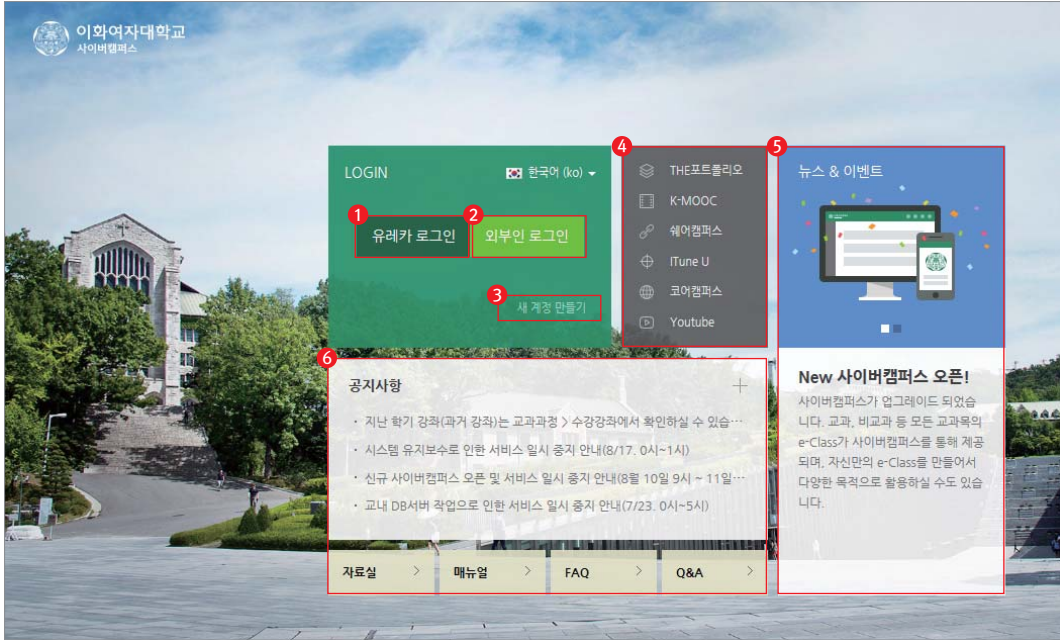 이화여자대학교
사이버캠퍼스
LOGIN
한국어 (ko)
1
유레카 로그인
2
외부인 로그인
3
새 계정 만들기
4
THE포트폴리오
K-MOOC
쉐어캠퍼스
iTune U
코어캠퍼스
Youtube
5
뉴스 & 이벤트
New 사이버캠퍼스 오픈!
사이버캠퍼스가 업그레이드 되었습
니다. 교과, 비교과 등 모든 교과목의
e-Class가 사이버캠퍼스를 통해 제공
되며, 자신만의 e-Class를 만들어서
다양한 목적으로 활용하실 수도 있습
니다.
6
공지사항
• 지난 학기 강좌(과거 강좌)는 교과과정 > 수강강좌에서 확인하실 수 있습…
• 시스템 유지보수로 인한 서비스 일시 중지 안내(8/17. 0시~1시)
• 신규 사이버캠퍼스 오픈 및 서비스 일시 중지 안내(8월 10일 9시 ~ 11일…
• 교내 DB서버 작업으로 인한 서비스 일시 중지 안내(7/23. 0시~5시)
자료실 >
매뉴얼 >
FAQ >
Q&A >